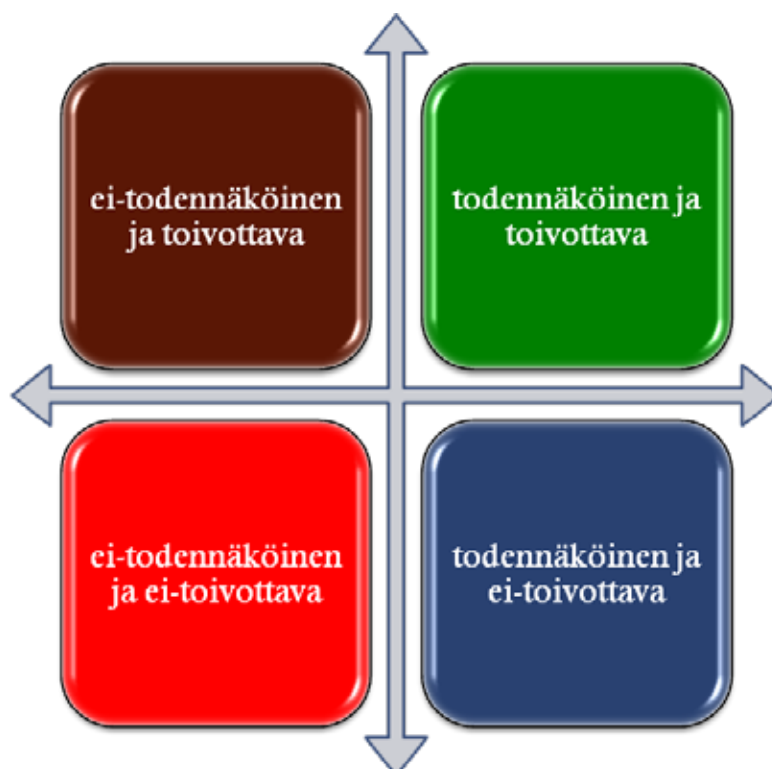 ei-todennäköinen
ja toivottava
todennäköinen ja
toivottava
ei-todennäköinen
ja ei-toivottava
todennäköinen ja
ei-toivottava